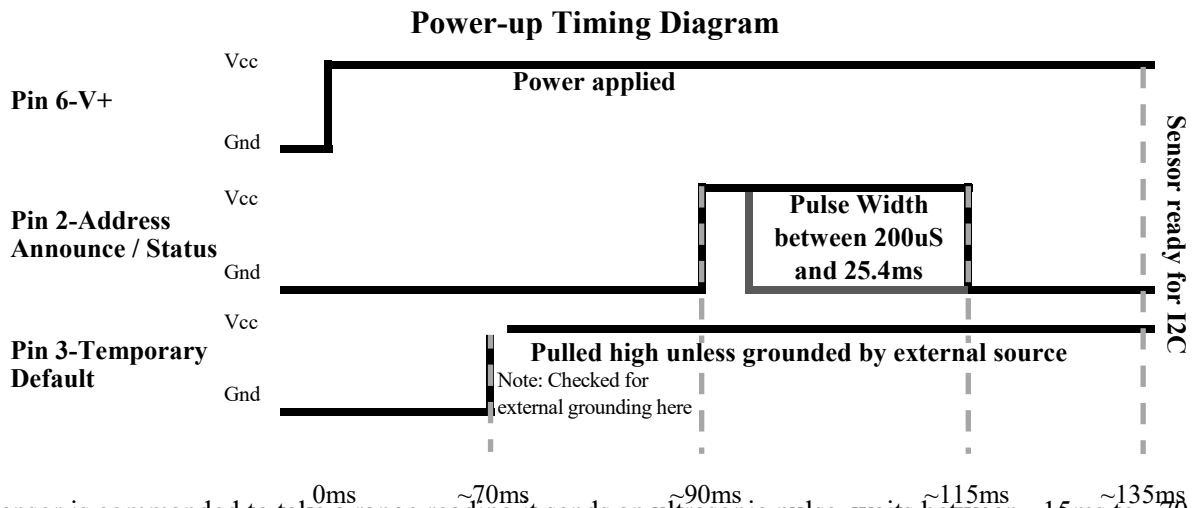 Power-up Timing Diagram
Vcc
Power applied
Pin 6-V+
Gnd
Sensor ready for I2C
Vcc
Pin 2-Address
Announce / Status
Pulse Width
between 200uS
and 25.4ms
Gnd
Vcc
Pin 3-Temporary
Default
Pulled high unless grounded by external source
Note: Checked for
external grounding here
Gnd
0ms ~70ms ~90ms ~115ms ~135ms